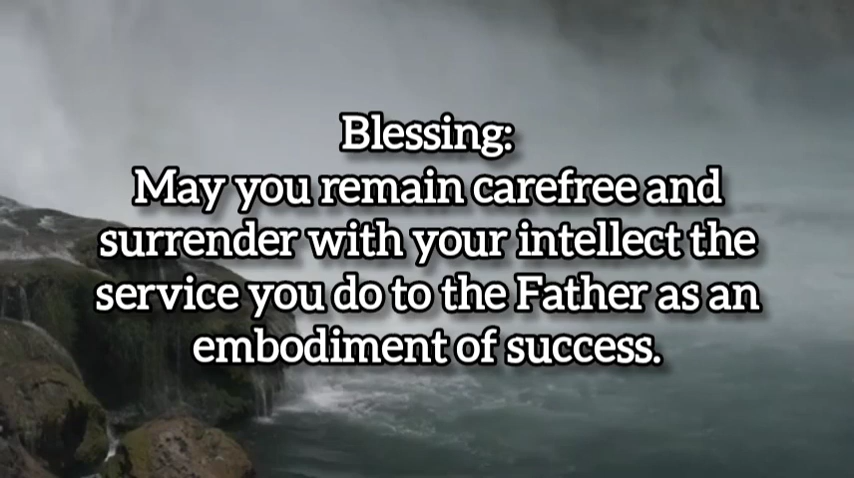 Blessing:
May you remain carefree and
surrender with your intellect the
service you do to the Father as an
embodiment of success.